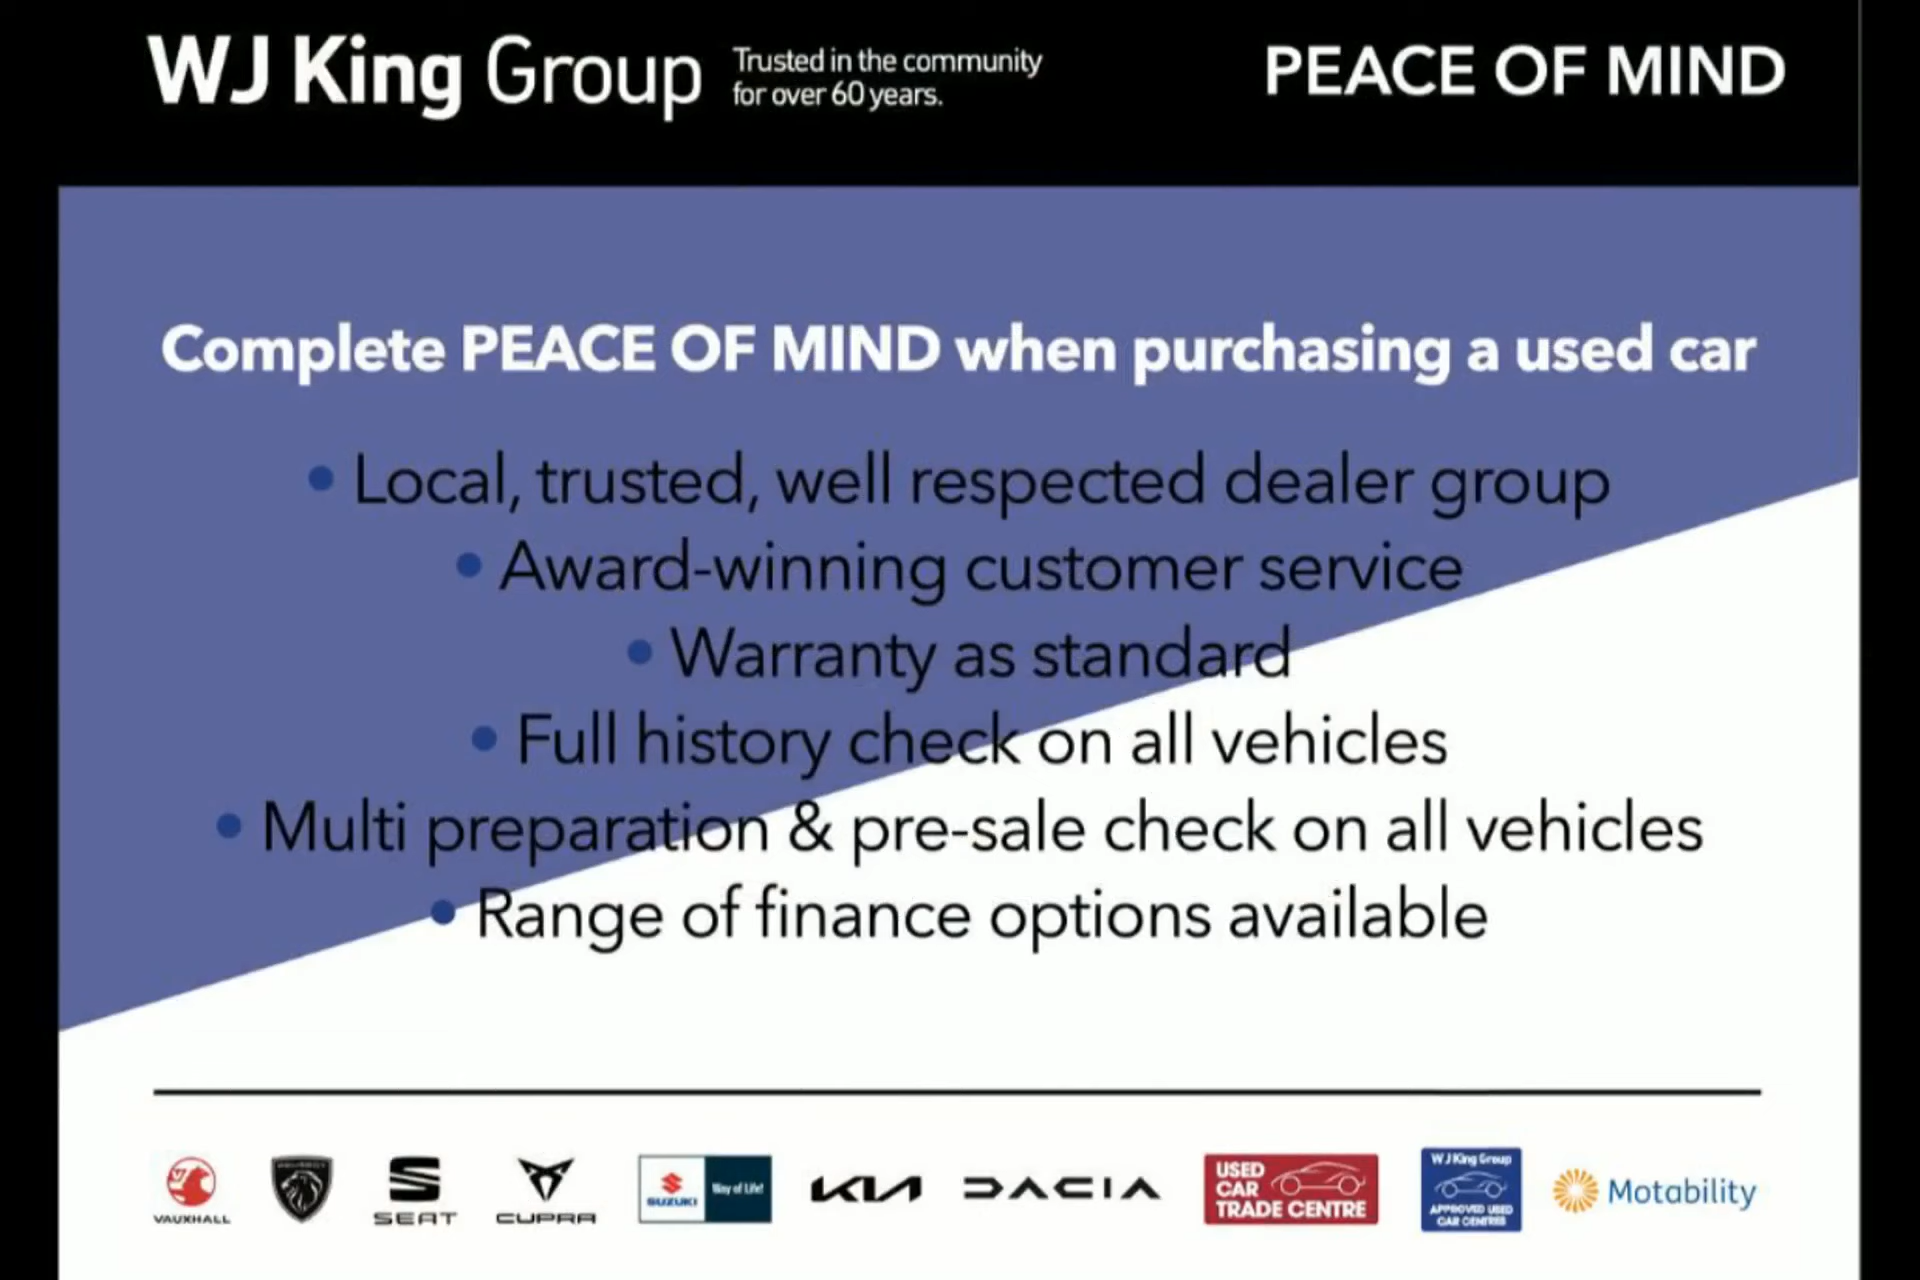 WJ King Group
Trusted in the community
for over 60 years.
PEACE OF MIND
Complete PEACE OF MIND when purchasing a used car
• Local, trusted, well respected dealer group
• Award-winning customer service
• Warranty as standard
• Full history check on all vehicles
• Multi preparation & pre-sale check on all vehicles
• Range of finance options available
VAUXHALL
PEUGEOT
SEAT
CUPRA
SUZUKI
Way of Life!
KIA
DACIA
USED
CAR
TRADE CENTRE
WJ King Group
APPROVED USED
CAR CENTRES
Motability